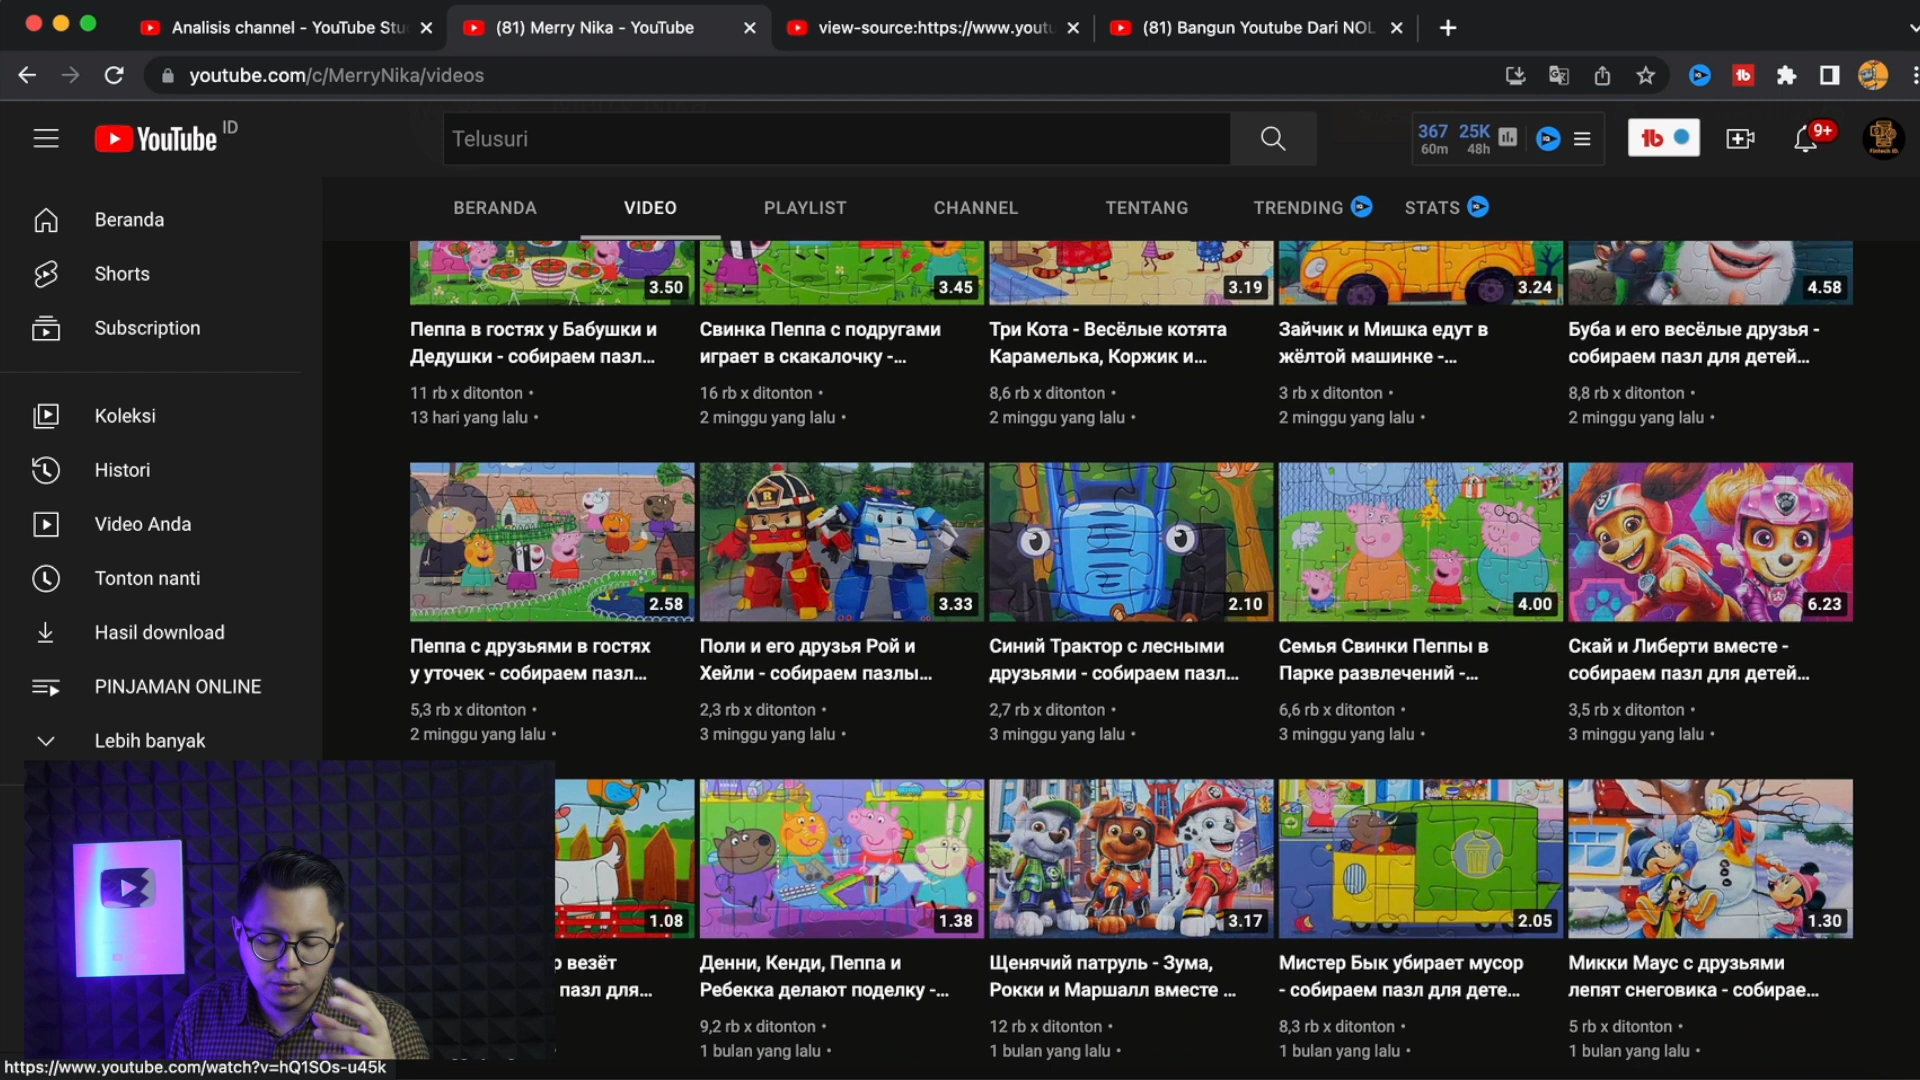 Analisis channel - YouTube Stu
(81) Merry Nika - YouTube
view-source:https://www.yout
(81) Bangun Youtube Dari NOL
youtube.com/c/MerryNika/videos
YouTube ID
Telusuri
367 25K
60m 48h
9+
BERANDA VIDEO PLAYLIST CHANNEL TENTANG TRENDING STATS
Beranda
Shorts
Subscription
Koleksi
Histori
Video Anda
Tonton nanti
Hasil download
PINJAMAN ONLINE
Lebih banyak
3.50
Пеппа в гостях у Бабушки и
Дедушки - собираем пазл...
11 rb x ditonton •
13 hari yang lalu •
3.45
Свинка Пеппа с подругами
играет в скакалочку -...
16 rb x ditonton •
2 minggu yang lalu •
3.19
Три Кота - Весёлые котята
Карамелька, Коржик и...
8,6 rb x ditonton •
2 minggu yang lalu •
3.24
Зайчик и Мишка едут в
жёлтой машинке -...
3 rb x ditonton •
2 minggu yang lalu •
4.58
Буба и его весёлые друзья -
собираем пазл для детей...
8,8 rb x ditonton •
2 minggu yang lalu •
2.58
Пеппа с друзьями в гостях
у уточек - собираем пазл...
5,3 rb x ditonton •
2 minggu yang lalu •
3.33
Поли и его друзья Рой и
Хейли - собираем пазлы...
2,3 rb x ditonton •
3 minggu yang lalu •
2.10
Синий Трактор с лесными
друзьями - собираем пазл...
2,7 rb x ditonton •
3 minggu yang lalu •
4.00
Семья Свинки Пеппы в
Парке развлечений -...
6,6 rb x ditonton •
3 minggu yang lalu •
6.23
Скай и Либерти вместе -
собираем пазл для детей...
3,5 rb x ditonton •
3 minggu yang lalu •
1.08
р везёт
пазл для...
1.38
Денни, Кенди, Пеппа и
Ребекка делают поделку -...
9,2 rb x ditonton •
1 bulan yang lalu •
3.17
Щенячий патруль - Зума,
Рокки и Маршалл вместе ...
12 rb x ditonton •
1 bulan yang lalu •
2.05
Мистер Бык убирает мусор
- собираем пазл для дете...
8,3 rb x ditonton •
1 bulan yang lalu •
1.30
Микки Маус с друзьями
лепят снеговика - собирае...
5 rb x ditonton •
1 bulan yang lalu •
https://www.youtube.com/watch?v=hQ1SOs-u45k